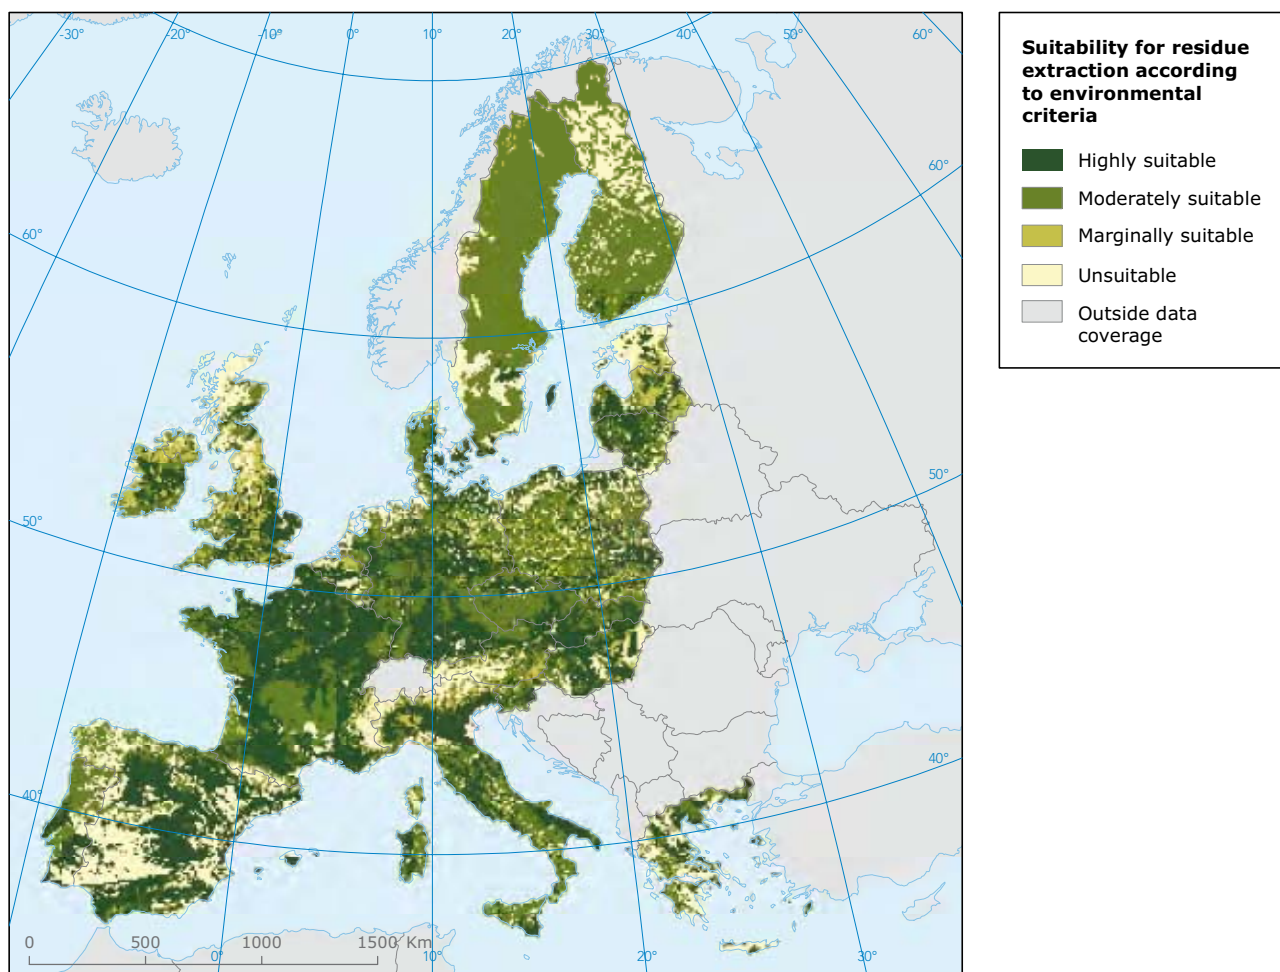 -30°
-20°
-10°
0°
10°
20°
30°
40°
50°
60°
60°
60°
50°
50°
40°
40°
0
500
1000
1500 Km
0°
10°
20°
30°
Suitability for residue
extraction according
to environmental
criteria
Highly suitable
Moderately suitable
Marginally suitable
Unsuitable
Outside data
coverage